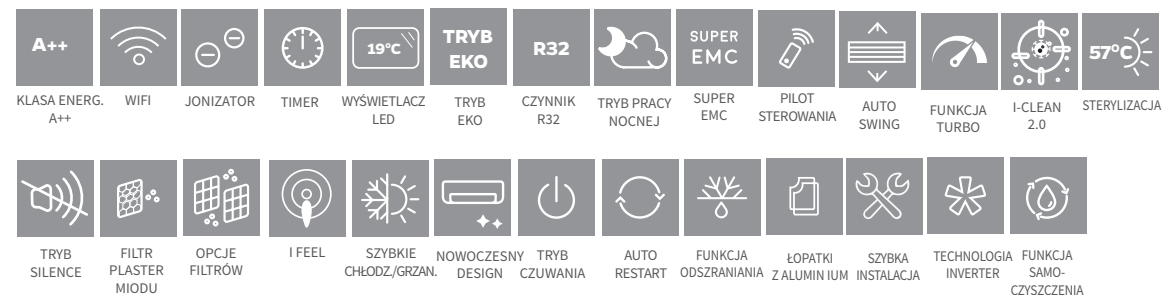 A++
19°C
TRYB
EKO
R32
SUPER
EMC
57°C
KLASA ENERG.
A++
WIFI
JONIZATOR
TIMER
WYŚWIETLACZ
LED
TRYB
EKO
CZYNNIK
R32
TRYB PRACY
NOCNEJ
SUPER
EMC
PILOT
STEROWANIA
AUTO
SWING
FUNKCJA
TURBO
I-CLEAN
2.0
STERYLIZACJA
TRYB
SILENCE
FILTR
PLASTER
MIODU
OPCJE
FILTRÓW
I FEEL
SZYBKIE
CHŁODZ./GRZAN.
NOWOCZESNY
DESIGN
TRYB
CZUWANIA
AUTO
RESTART
FUNKCJA
ODSZRANIANIA
ŁOPATKI
Z ALUMIN IUM
SZYBKA
INSTALACJA
TECHNOLOGIA
INVERTER
FUNKCJA
SAMO-
CZYSZCZENIA